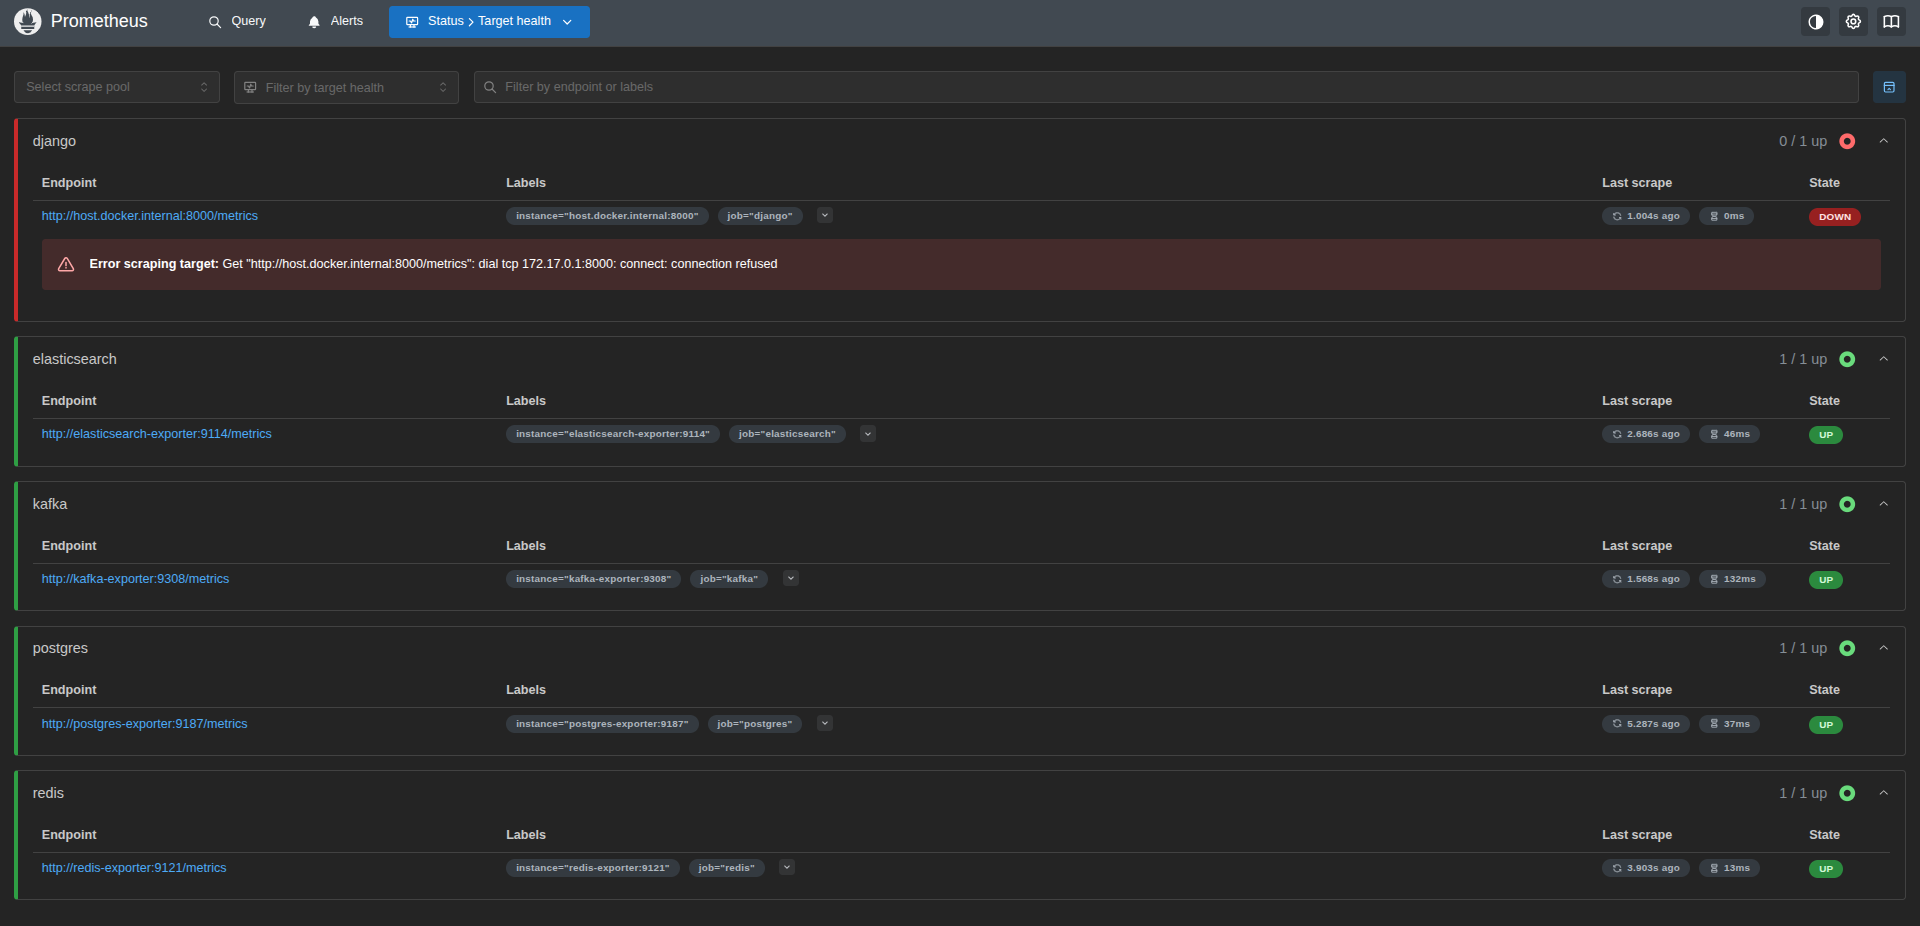 Prometheus
Query
Alerts
Status > Target health
Select scrape pool
Filter by target health
Filter by endpoint or labels
django
0 / 1 up
Endpoint Labels Last scrape State
http://host.docker.internal:8000/metrics instance="host.docker.internal:8000" job="django" 1.004s ago 0ms DOWN
Error scraping target: Get "http://host.docker.internal:8000/metrics": dial tcp 172.17.0.1:8000: connect: connection refused
elasticsearch
1 / 1 up
Endpoint Labels Last scrape State
http://elasticsearch-exporter:9114/metrics instance="elasticsearch-exporter:9114" job="elasticsearch" 2.686s ago 46ms UP
kafka
1 / 1 up
Endpoint Labels Last scrape State
http://kafka-exporter:9308/metrics instance="kafka-exporter:9308" job="kafka" 1.568s ago 132ms UP
postgres
1 / 1 up
Endpoint Labels Last scrape State
http://postgres-exporter:9187/metrics instance="postgres-exporter:9187" job="postgres" 5.287s ago 37ms UP
redis
1 / 1 up
Endpoint Labels Last scrape State
http://redis-exporter:9121/metrics instance="redis-exporter:9121" job="redis" 3.903s ago 13ms UP